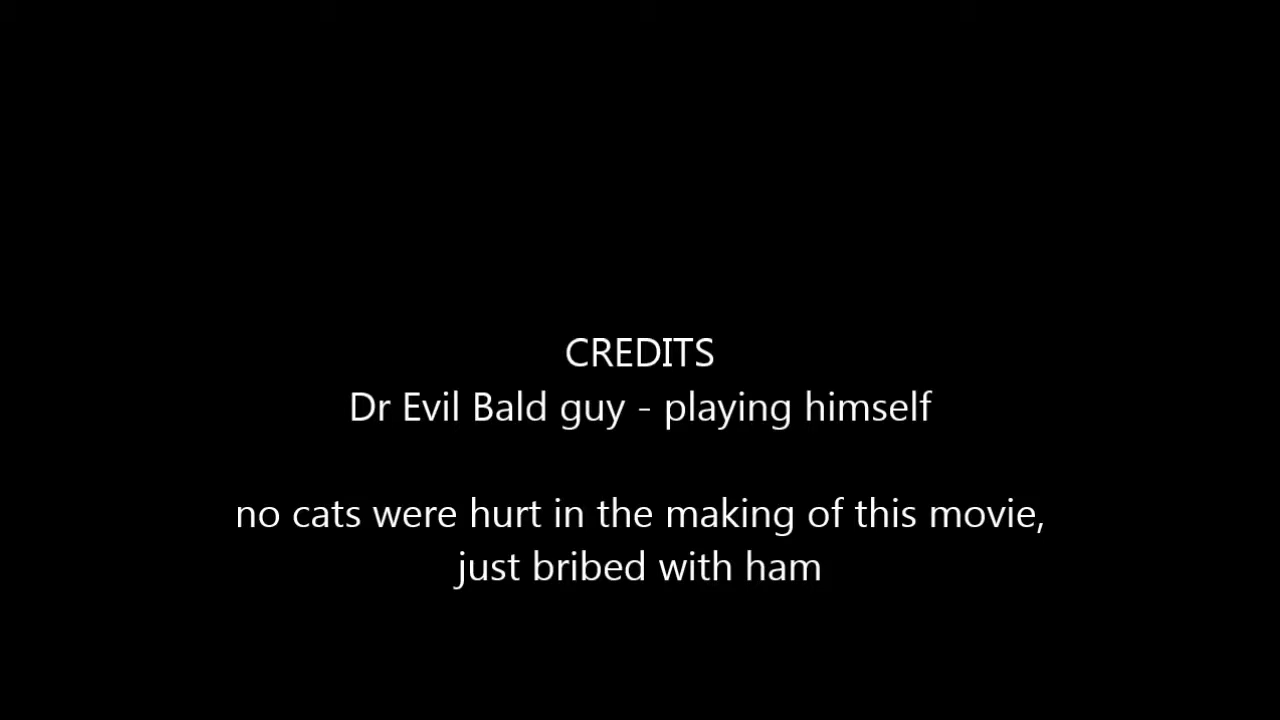 CREDITS
Dr Evil Bald guy - playing himself
no cats were hurt in the making of this movie,
just bribed with ham